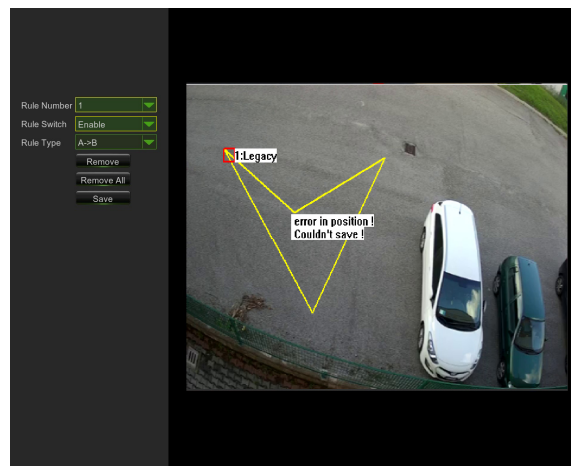 Rule Number 1
Rule Switch Enable
Rule Type A->B
Remove
Remove All
Save
1:Legacy
error in position !
Couldn't save !